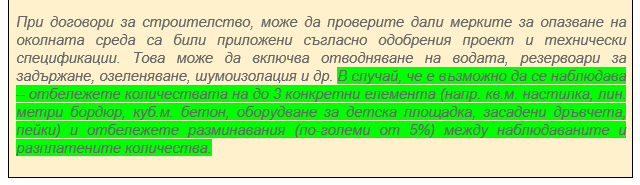 При договори за строителство, може да проверите дали мерките за опазване на
околната среда са били приложени съгласно одобрения проект и технически
спецификации. Това може да включва отводняване на водата, резервоари за
задържане, озеленяване, шумоизолация и др. В случай, че е възможно да се наблюдава
– отбележете количествата на до 3 конкретни елемента (напр. кв.м. настилка, лин.
метри бордюр, куб.м. бетон, оборудване за детска площадка, засадени дръвчета,
пейки) и отбележете разминавания (по-големи от 5%) между наблюдаваните и
разплатените количества.